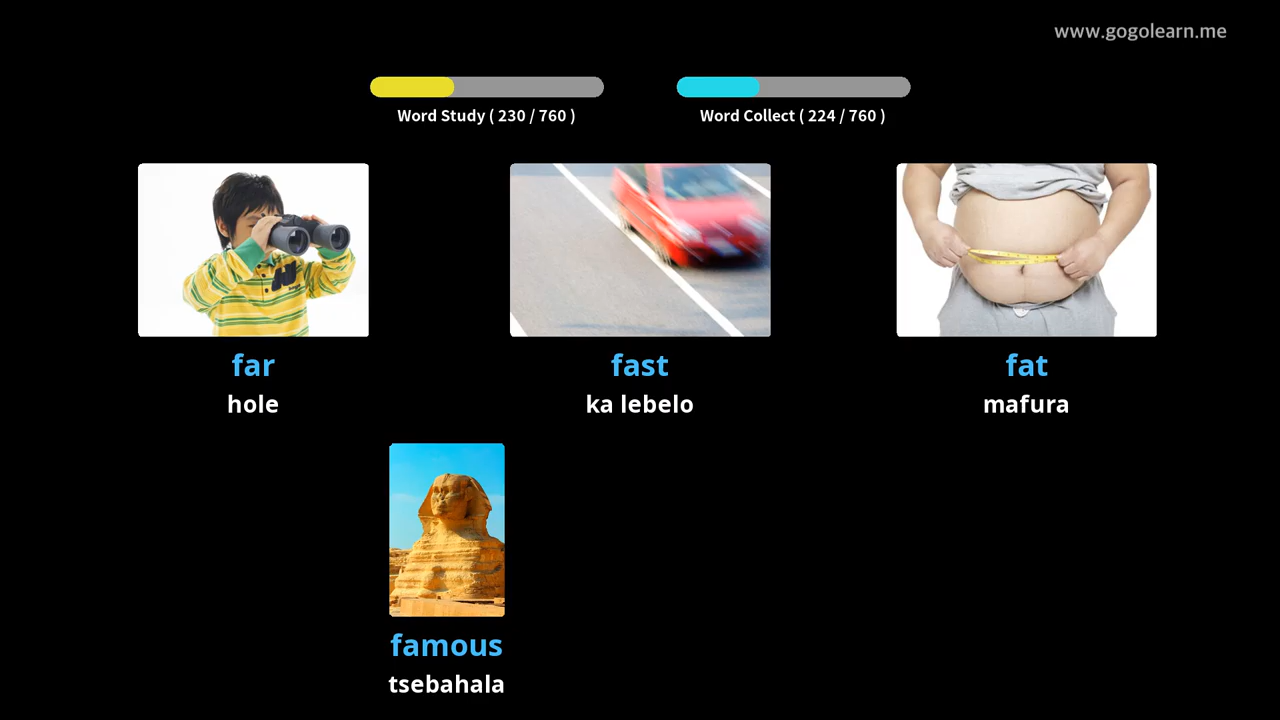 www.gogolearn.me
Word Study ( 230 / 760 )
Word Collect ( 224 / 760 )
far
hole
fast
ka lebelo
fat
mafura
famous
tsebahala